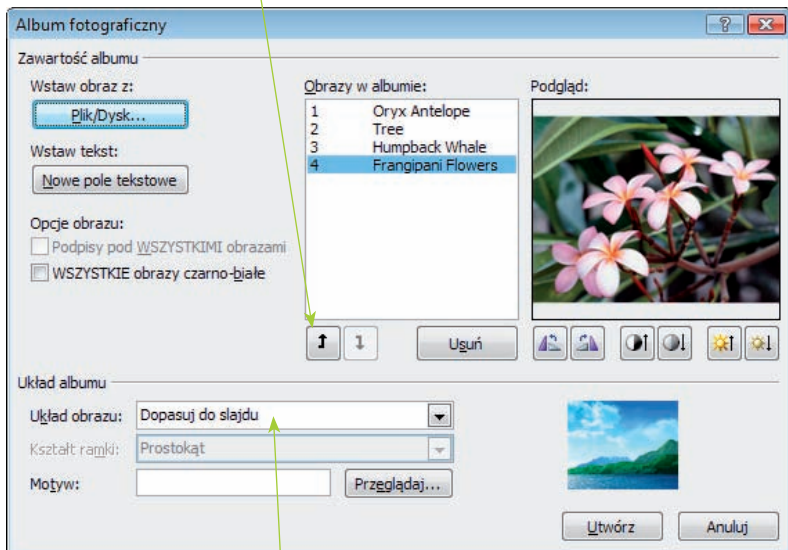 Album fotograficzny
Zawartość albumu
Wstaw obraz z:
Plik/Dysk...
Wstaw tekst:
Nowe pole tekstowe
Opcje obrazu:
Podpisy pod WSZYSTKIMI obrazami
WSZYSTKIE obrazy czarno-białe
Obrazy w albumie:
1 Oryx Antelope
2 Tree
3 Humpback Whale
4 Frangipani Flowers
Usuń
Podgląd:
Układ albumu
Układ obrazu: Dopasuj do slajdu
Kształt ramki: Prostokąt
Motyw: Przeglądaj...
Utwórz Anuluj